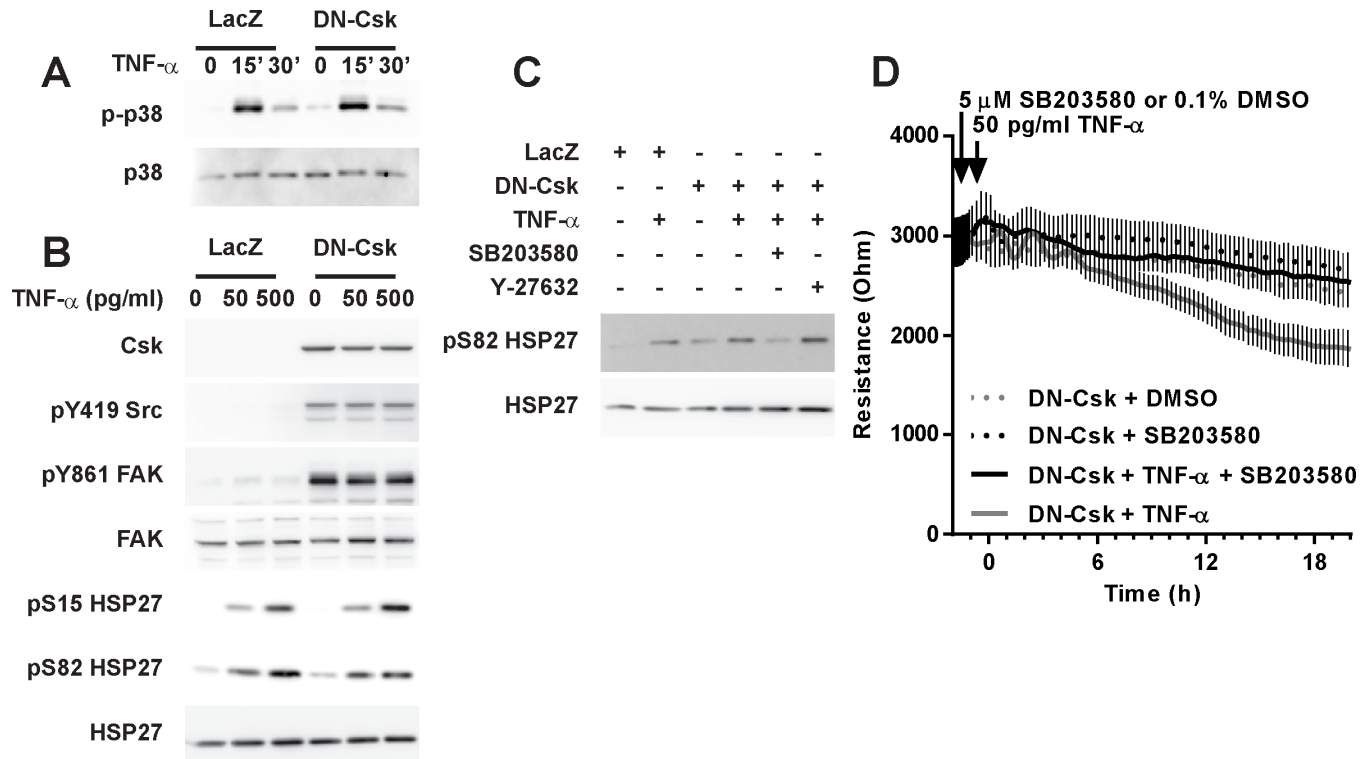 A
LacZ DN-Csk
TNF-α 0 15’ 30’ 0 15’ 30’
p-p38
p38
B
LacZ DN-Csk
TNF-α (pg/ml) 0 50 500 0 50 500
Csk
pY419 Src
pY861 FAK
FAK
pS15 HSP27
pS82 HSP27
HSP27
C
LacZ + + - - - -
DN-Csk - - + + + +
TNF-α - + - + + +
SB203580 - - - - + -
Y-27632 - - - - - +
pS82 HSP27
HSP27
D
5 μM SB203580 or 0.1% DMSO
50 pg/ml TNF-α
4000
3000
2000
1000
0
Resistance (Ohm)
DN-Csk + DMSO
DN-Csk + SB203580
DN-Csk + TNF-α + SB203580
DN-Csk + TNF-α
0 6 12 18
Time (h)